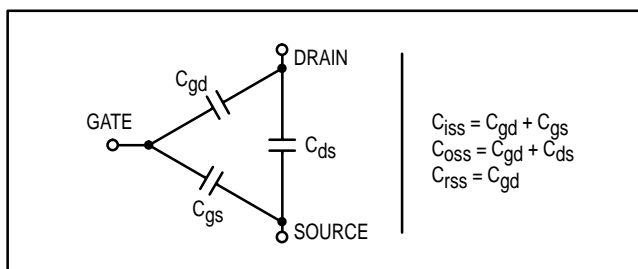 DRAIN
Cgd
GATE
Cds
Cgs
SOURCE
Ciss = Cgd + Cgs
Coss = Cgd + Cds
Crss = Cgd